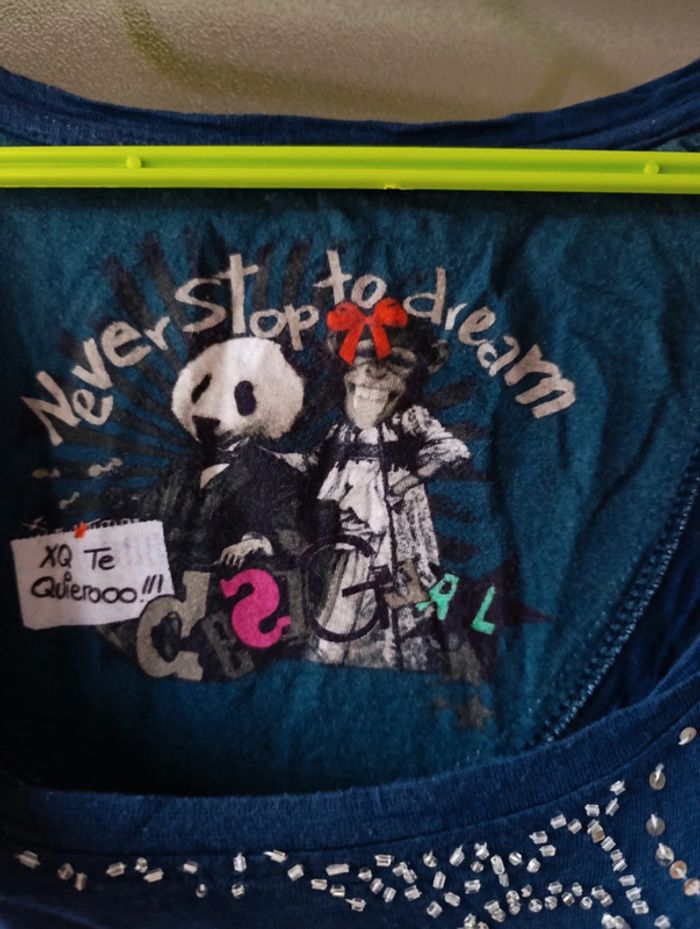 Never Stop to dream
XQ Te
Quierooo!!!
DeSIGUAL